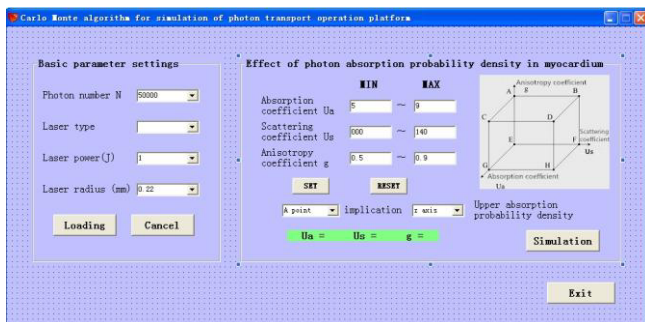 Carlo Monte algorithm for simulation of photon transport operation platform
Basic parameter settings
Photon number N 50000
Laser type
Laser power(J) 1
Laser radius (mm) 0.22
Loading Cancel
Effect of photon absorption probability density in myocardium
MIN MAX
Absorption
coefficient Ua 5 ~ 9
Scattering
coefficient Us 000 ~ 140
Anisotropy
coefficient g 0.5 ~ 0.9
SET RESET
A point implication z axis Upper absorption
probability density
Ua = Us = g =
Simulation
Anisotropy coefficient
A g B
C D
E F
Scattering
coefficient
Us
G H
Absorption coefficient
Ua
Exit